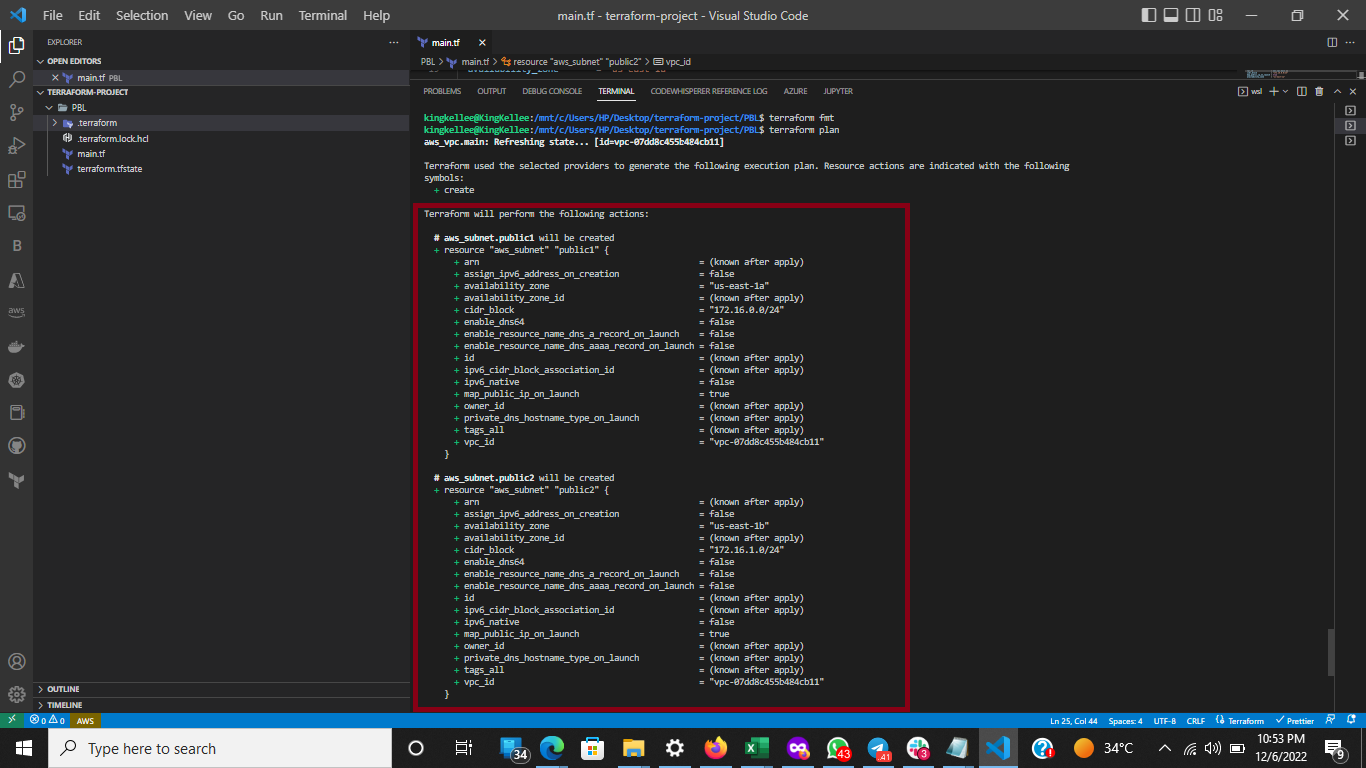 File Edit Selection View Go Run Terminal Help
main.tf - terraform-project - Visual Studio Code
EXPLORER
OPEN EDITORS
main.tf PBL
TERRAFORM-PROJECT
PBL
.terraform
.terraform.lock.hcl
main.tf
terraform.tfstate
OUTLINE
TIMELINE
B
aws
main.tf
PBL > main.tf > resource "aws_subnet" "public2" > vpc_id
PROBLEMS OUTPUT DEBUG CONSOLE TERMINAL CODEWHISPERER REFERENCE LOG AZURE JUPYTER
wsl
kingkellee@KingKellee:/mnt/c/Users/HP/Desktop/terraform-project/PBL$ terraform fmt
kingkellee@KingKellee:/mnt/c/Users/HP/Desktop/terraform-project/PBL$ terraform plan
aws_vpc.main: Refreshing state... [id=vpc-07dd8c455b484cb11]
Terraform used the selected providers to generate the following execution plan. Resource actions are indicated with the following
symbols:
+ create
Terraform will perform the following actions:
# aws_subnet.public1 will be created
+ resource "aws_subnet" "public1" {
+ arn = (known after apply)
+ assign_ipv6_address_on_creation = false
+ availability_zone = "us-east-1a"
+ availability_zone_id = (known after apply)
+ cidr_block = "172.16.0.0/24"
+ enable_dns64 = false
+ enable_resource_name_dns_a_record_on_launch = false
+ enable_resource_name_dns_aaaa_record_on_launch = false
+ id = (known after apply)
+ ipv6_cidr_block_association_id = (known after apply)
+ ipv6_native = false
+ map_public_ip_on_launch = true
+ owner_id = (known after apply)
+ private_dns_hostname_type_on_launch = (known after apply)
+ tags_all = (known after apply)
+ vpc_id = "vpc-07dd8c455b484cb11"
}
# aws_subnet.public2 will be created
+ resource "aws_subnet" "public2" {
+ arn = (known after apply)
+ assign_ipv6_address_on_creation = false
+ availability_zone = "us-east-1b"
+ availability_zone_id = (known after apply)
+ cidr_block = "172.16.1.0/24"
+ enable_dns64 = false
+ enable_resource_name_dns_a_record_on_launch = false
+ enable_resource_name_dns_aaaa_record_on_launch = false
+ id = (known after apply)
+ ipv6_cidr_block_association_id = (known after apply)
+ ipv6_native = false
+ map_public_ip_on_launch = true
+ owner_id = (known after apply)
+ private_dns_hostname_type_on_launch = (known after apply)
+ tags_all = (known after apply)
+ vpc_id = "vpc-07dd8c455b484cb11"
}
0 0 AWS
Ln 25, Col 44 Spaces: 4 UTF-8 CRLF Terraform Prettier
Type here to search
34
43
41
3
34°C
10:53 PM
12/6/2022
9